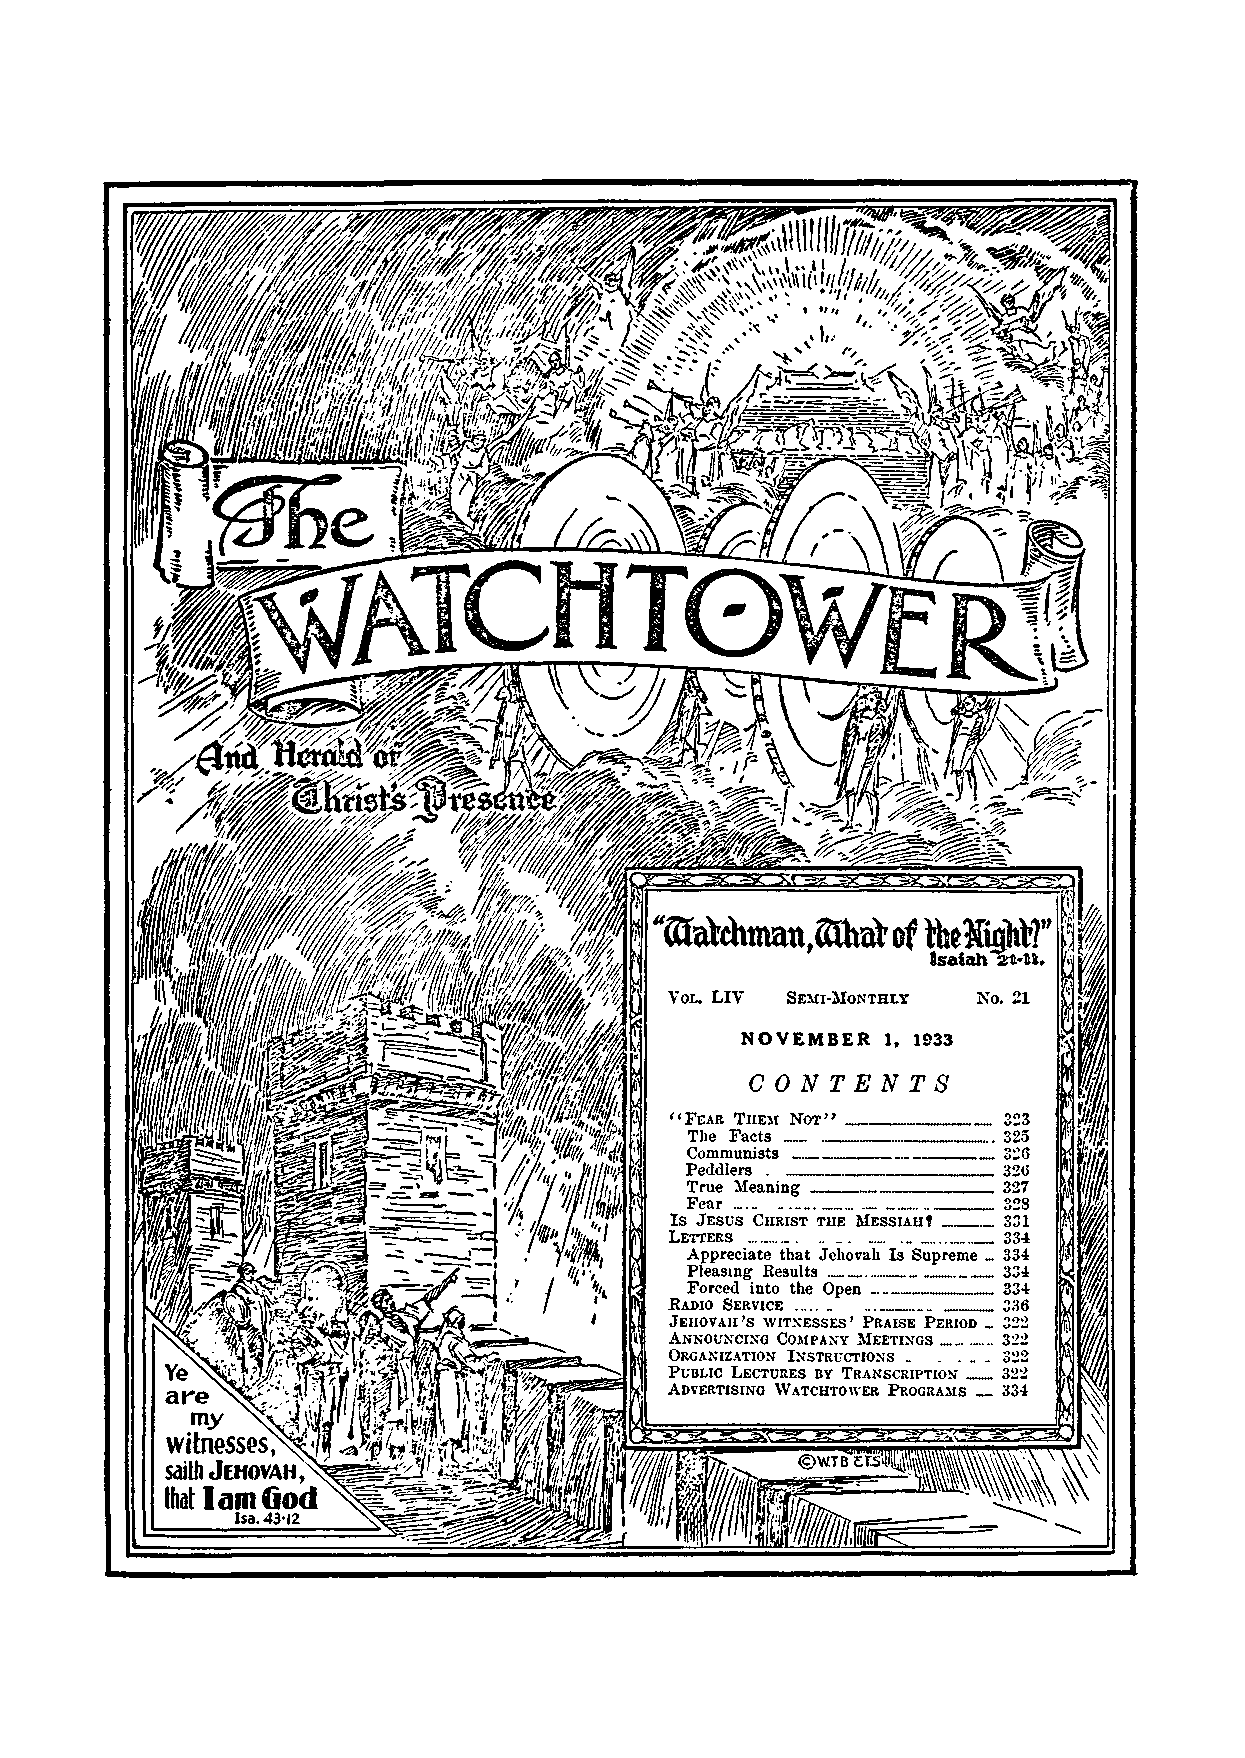 The
WATCHTOWER
And Herald of
Christ's Presence
"Watchman, What of the Night?"
Isaiah 21-11.
VOL. LIV SEMI-MONTHLY No. 21
NOVEMBER 1, 1933
CONTENTS
"FEAR THEM NOT" 323
The Facts 325
Communists 326
Peddlers 326
True Meaning 327
Fear 328
IS JESUS CHRIST THE MESSIAH? 331
LETTERS 334
Appreciate that Jehovah Is Supreme 334
Pleasing Results 334
Forced into the Open 334
RADIO SERVICE 336
JEHOVAH'S WITNESSES' PRAISE PERIOD 322
ANNOUNCING COMPANY MEETINGS 322
ORGANIZATION INSTRUCTIONS 322
PUBLIC LECTURES BY TRANSCRIPTION 322
ADVERTISING WATCHTOWER PROGRAMS 334
©WTB &TS
Ye
are
my
witnesses,
saith JEHOVAH,
that I am God
Isa. 43-12